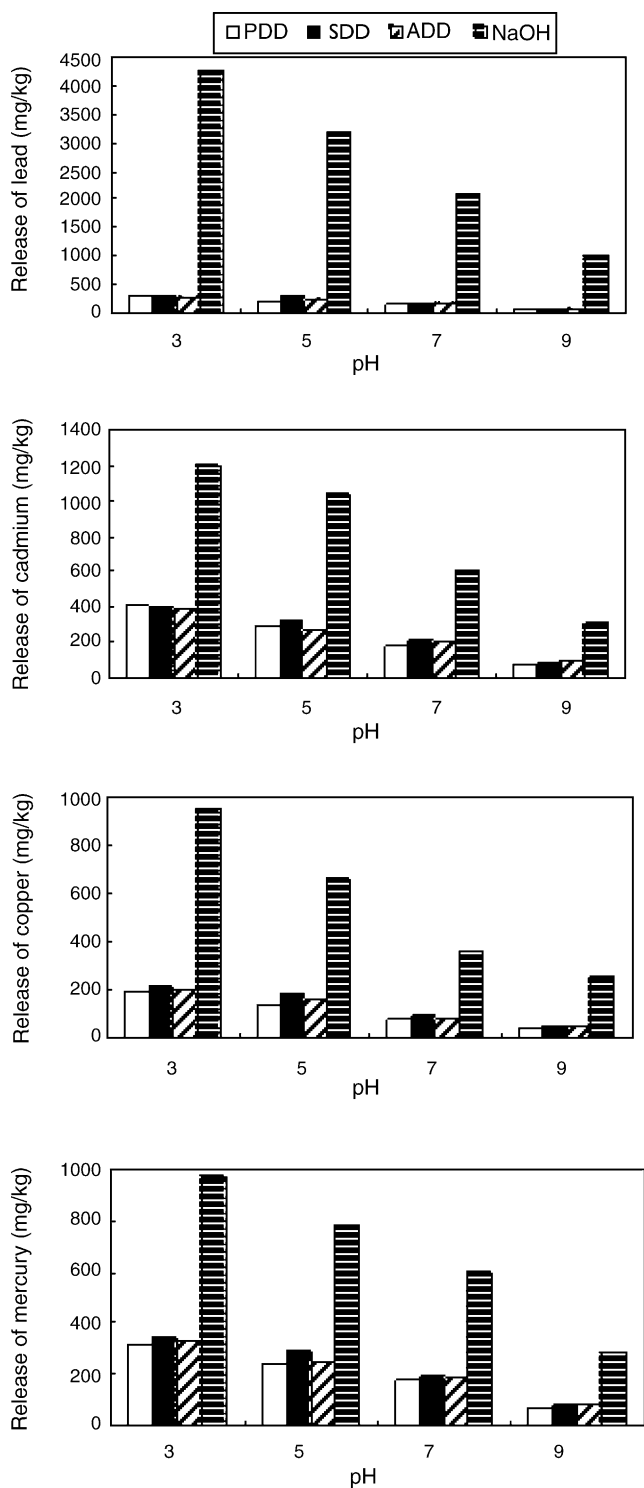 PDD SDD ADD NaOH
Release of lead (mg/kg)
4500
4000
3500
3000
2500
2000
1500
1000
500
0
3 5 7 9
pH
Release of cadmium (mg/kg)
1400
1200
1000
800
600
400
200
0
3 5 7 9
pH
Release of copper (mg/kg)
1000
800
600
400
200
0
3 5 7 9
pH
Release of mercury (mg/kg)
1000
800
600
400
200
0
3 5 7 9
pH